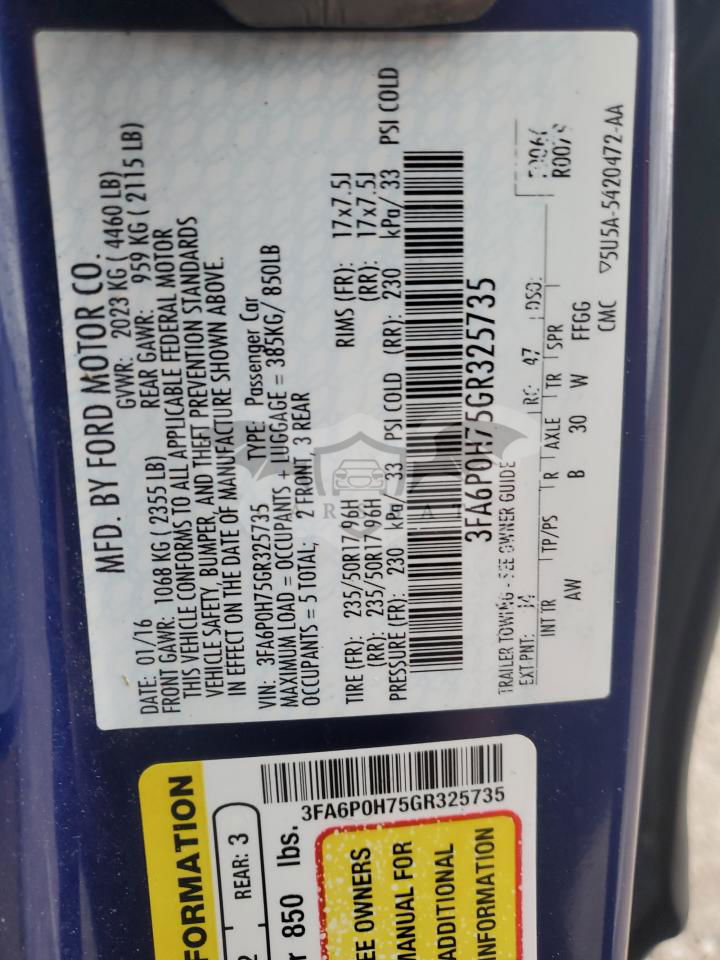 MFD. BY FORD MOTOR CO.
DATE: 01/16 GVWR: 2023 KG ( 4460 LB)
FRONT GAWR: 1068 KG ( 2355 LB) REAR GAWR: 959 KG ( 2115 LB)
THIS VEHICLE CONFORMS TO ALL APPLICABLE FEDERAL MOTOR
VEHICLE SAFETY, BUMPER, AND THEFT PREVENTION STANDARDS
IN EFFECT ON THE DATE OF MANUFACTURE SHOWN ABOVE.
VIN: 3FA6P0H75GR325735 TYPE: Passenger Car
MAXIMUM LOAD = OCCUPANTS + LUGGAGE = 385KG/ 850LB
OCCUPANTS = 5 TOTAL; 2 FRONT, 3 REAR
TIRE (FR): 235/50R17 96H RIMS (FR): 17x7.5J
(RR): 235/50R17 96H (RR): 17x7.5J
PRESSURE (FR): 230 kPa/ 33 PSI COLD (RR): 230 kPa/ 33 PSI COLD
3FA6P0H75GR325735
TRAILER TOWING - SEE OWNER GUIDE
EXT PNT: RC: 47 DSO:
R0079
INT TR TP/PS R AXLE TR SPR
AW B 30 W FFGG
CMC ▽5U5A-5420472-AA
3FA6P0H75GR325735
FORMATION
REAR: 3
850 lbs.
EE OWNERS
MANUAL FOR
ADDITIONAL
INFORMATION